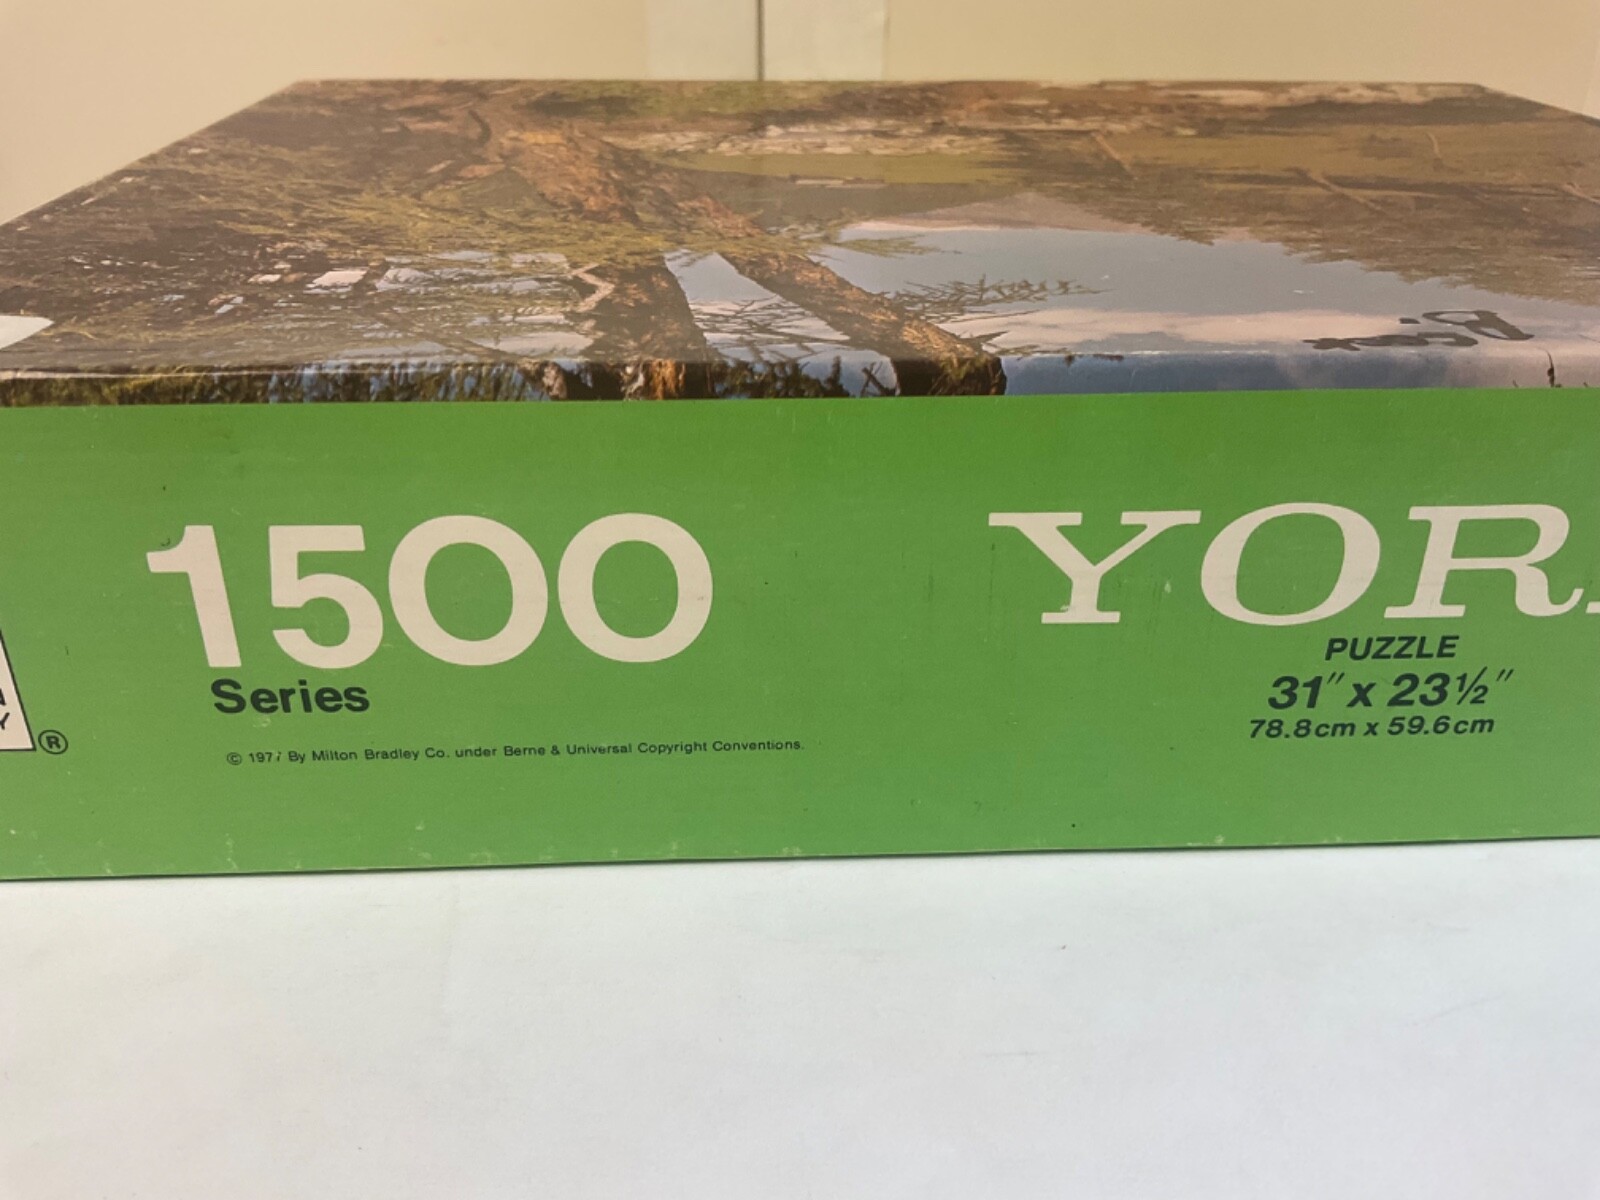 1500
Series
© 1977 By Milton Bradley Co. under Berne & Universal Copyright Conventions.
YOR
PUZZLE
31" x 23½"
78.8cm x 59.6cm
®